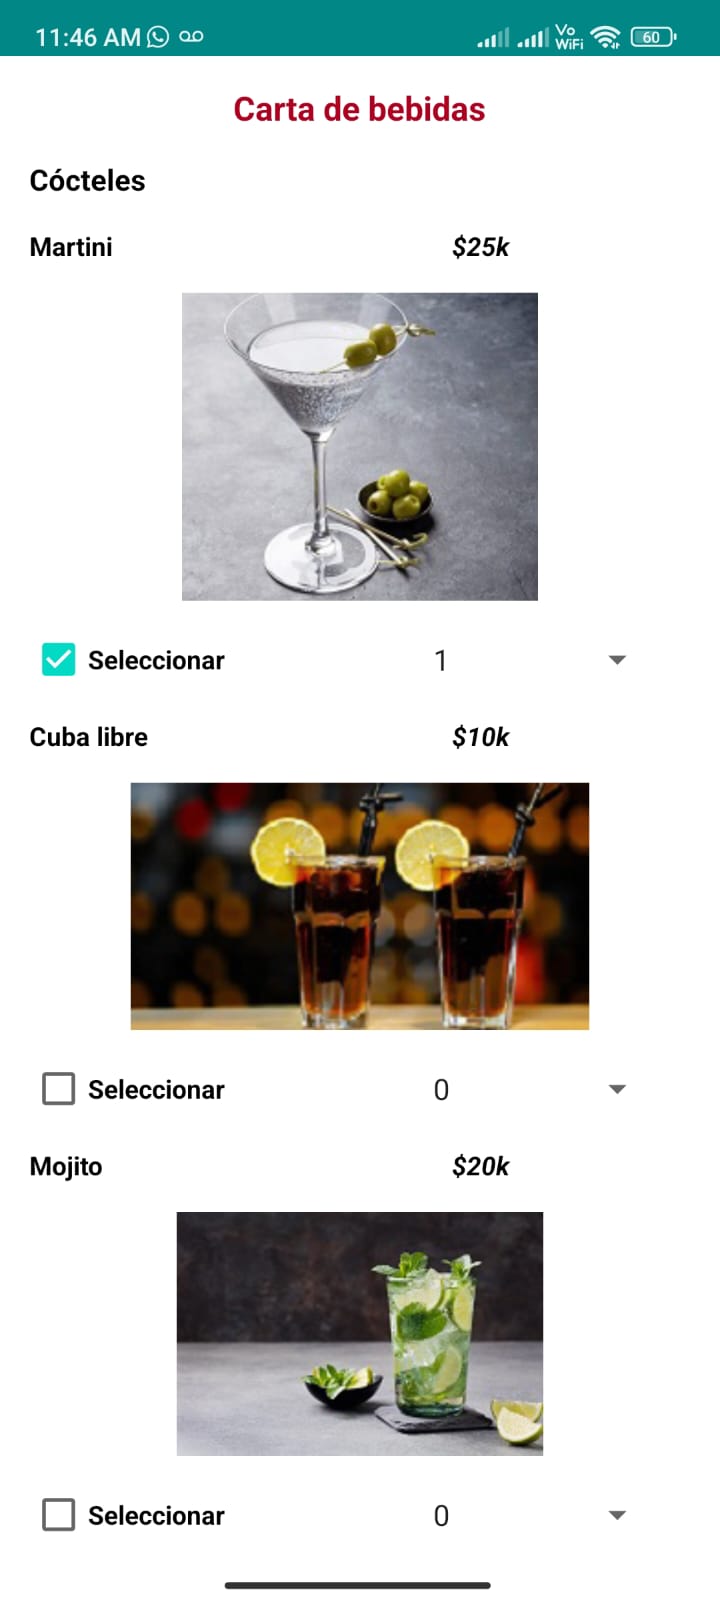 11:46 AM Vo WiFi 60
Carta de bebidas
Cócteles
Martini $25k
Seleccionar 1
Cuba libre $10k
Seleccionar 0
Mojito $20k
Seleccionar 0